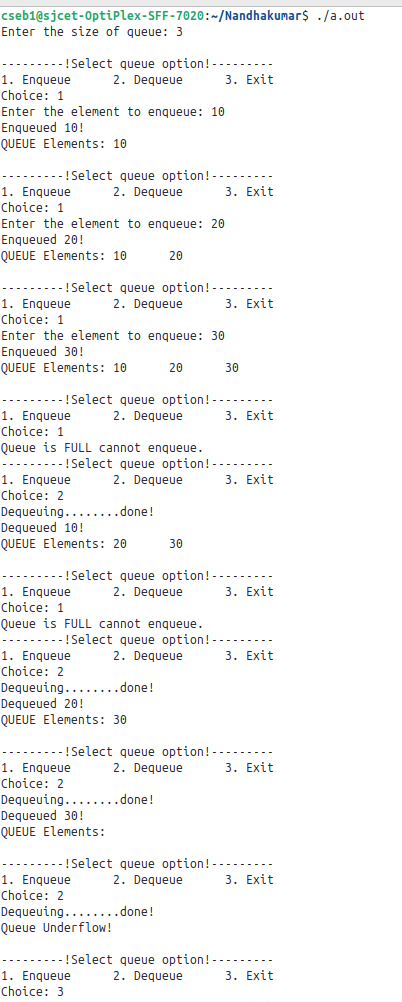 cseb1@sjcet-OptiPlex-SFF-7020:~/Nandhakumar$ ./a.out
Enter the size of queue: 3
---------!Select queue option!---------
1. Enqueue      2. Dequeue      3. Exit
Choice: 1
Enter the element to enqueue: 10
Enqueued 10!
QUEUE Elements: 10
---------!Select queue option!---------
1. Enqueue      2. Dequeue      3. Exit
Choice: 1
Enter the element to enqueue: 20
Enqueued 20!
QUEUE Elements: 10      20
---------!Select queue option!---------
1. Enqueue      2. Dequeue      3. Exit
Choice: 1
Enter the element to enqueue: 30
Enqueued 30!
QUEUE Elements: 10      20      30
---------!Select queue option!---------
1. Enqueue      2. Dequeue      3. Exit
Choice: 1
Queue is FULL cannot enqueue.
---------!Select queue option!---------
1. Enqueue      2. Dequeue      3. Exit
Choice: 2
Dequeuing........done!
Dequeued 10!
QUEUE Elements: 20      30
---------!Select queue option!---------
1. Enqueue      2. Dequeue      3. Exit
Choice: 1
Queue is FULL cannot enqueue.
---------!Select queue option!---------
1. Enqueue      2. Dequeue      3. Exit
Choice: 2
Dequeuing........done!
Dequeued 20!
QUEUE Elements: 30
---------!Select queue option!---------
1. Enqueue      2. Dequeue      3. Exit
Choice: 2
Dequeuing........done!
Dequeued 30!
QUEUE Elements:
---------!Select queue option!---------
1. Enqueue      2. Dequeue      3. Exit
Choice: 2
Dequeuing........done!
Queue Underflow!
---------!Select queue option!---------
1. Enqueue      2. Dequeue      3. Exit
Choice: 3